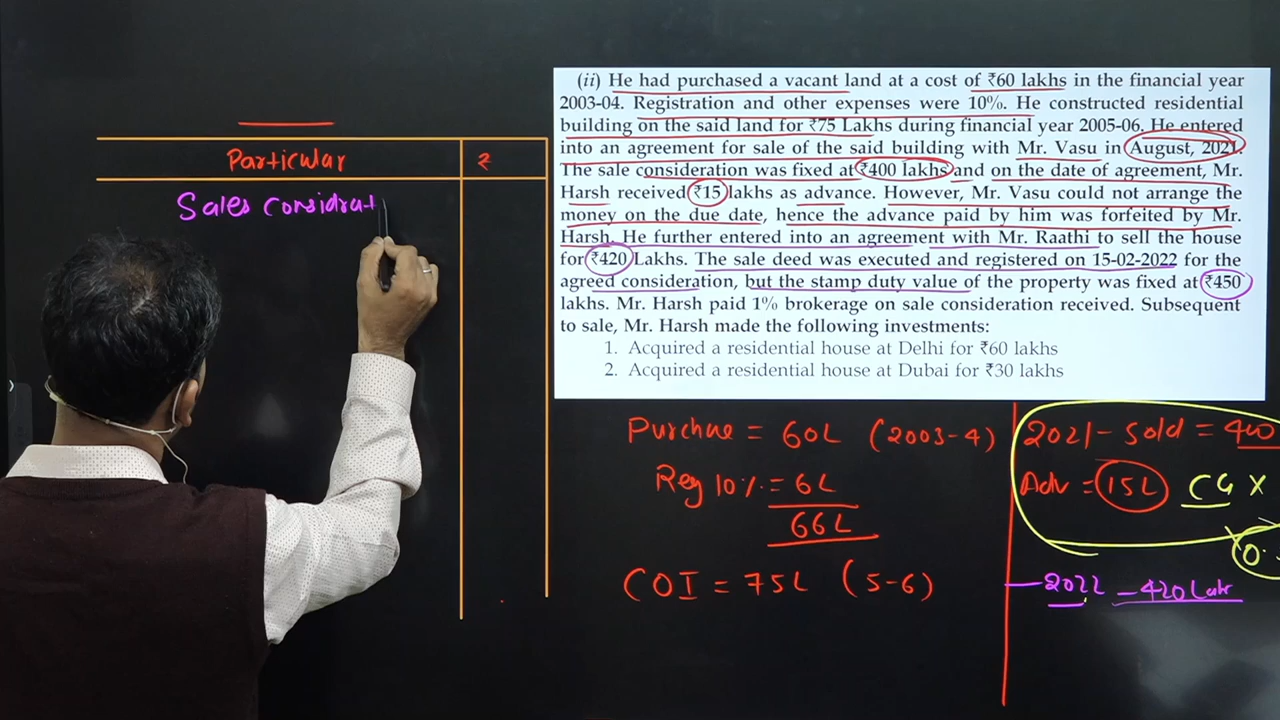 (ii) He had purchased a vacant land at a cost of ₹60 lakhs in the financial year
2003-04. Registration and other expenses were 10%. He constructed residential
building on the said land for ₹75 Lakhs during financial year 2005-06. He entered
into an agreement for sale of the said building with Mr. Vasu in August, 2021.
The sale consideration was fixed at ₹400 lakhs and on the date of agreement, Mr.
Harsh received ₹15 lakhs as advance. However, Mr. Vasu could not arrange the
money on the due date, hence the advance paid by him was forfeited by Mr.
Harsh. He further entered into an agreement with Mr. Raathi to sell the house
for ₹420 Lakhs. The sale deed was executed and registered on 15-02-2022 for the
agreed consideration, but the stamp duty value of the property was fixed at ₹450
lakhs. Mr. Harsh paid 1% brokerage on sale consideration received. Subsequent
to sale, Mr. Harsh made the following investments:
1. Acquired a residential house at Delhi for ₹60 lakhs
2. Acquired a residential house at Dubai for ₹30 lakhs
Particular ₹
Sales Considrat
Purchae = 60L (2003-4)
Reg 10% = 6L
66L
COI = 75L (5-6)
2021 - Sold = 400
Adv = 15L CG X
2022 - 420 Lakh